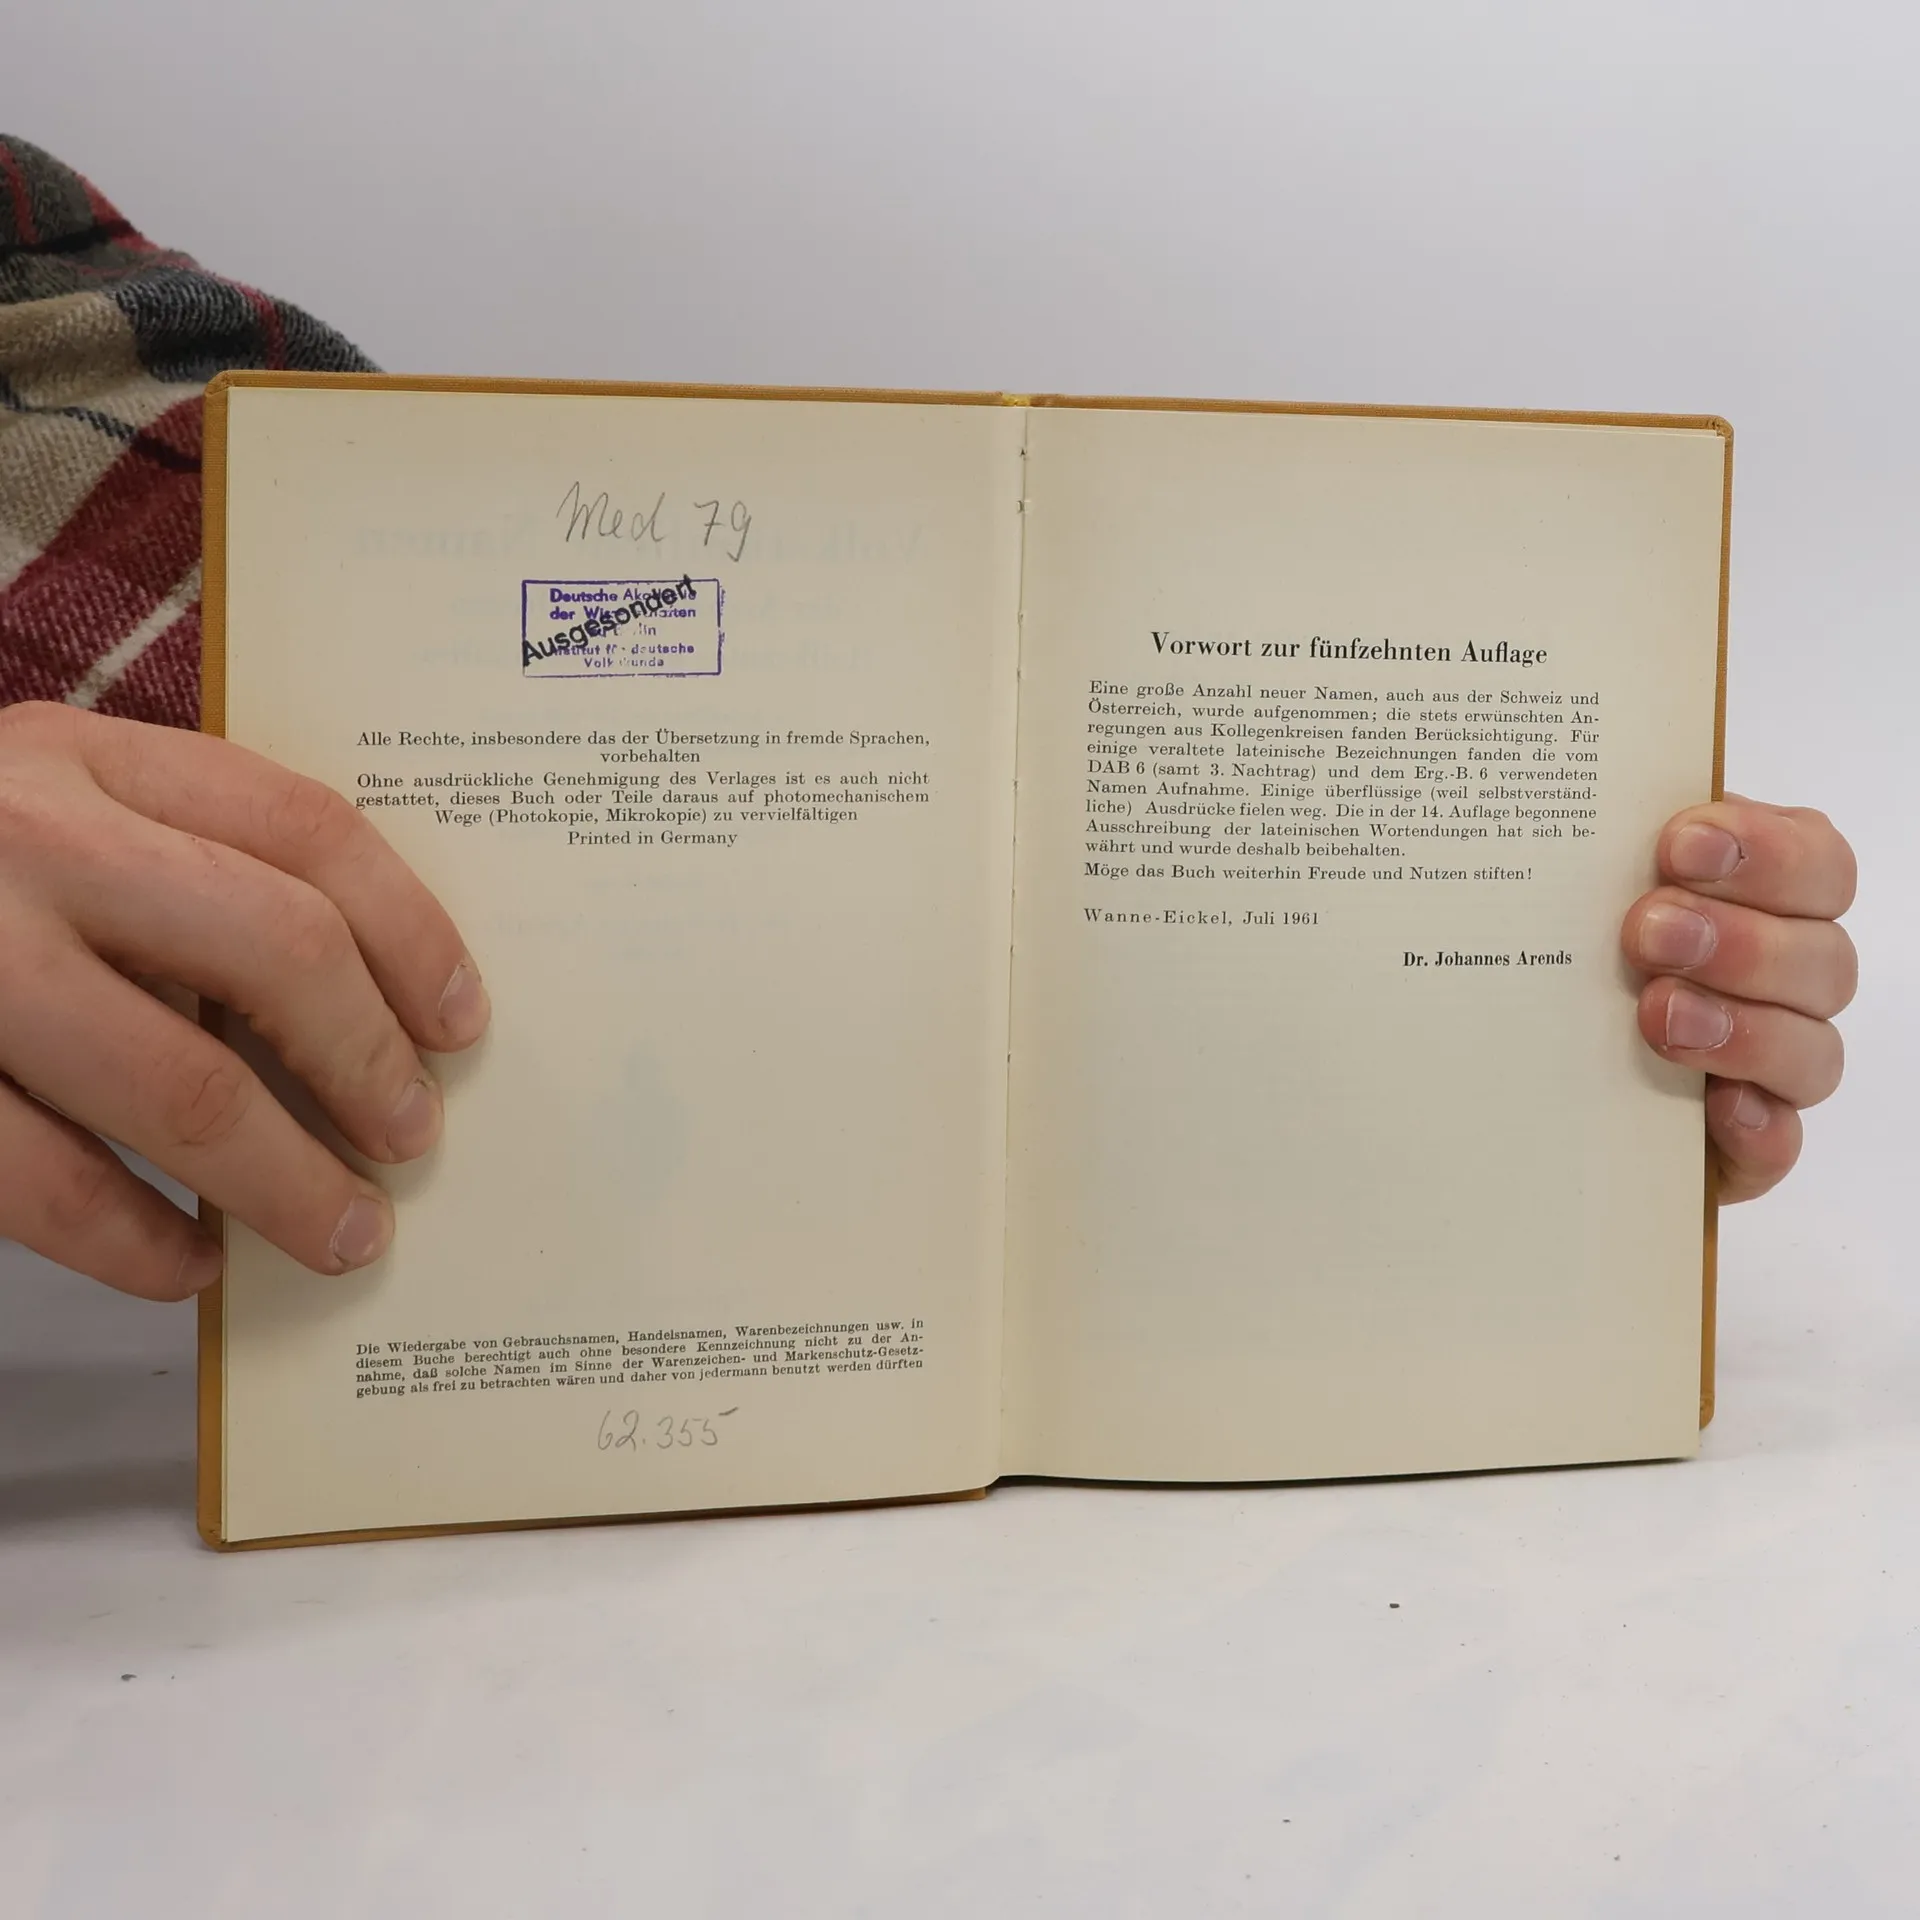 Med 79
Deutsche Akademie
der Wissenschaften
zu Berlin
Institut für deutsche
Volkskunde
Ausgesondert
Alle Rechte, insbesondere das der Übersetzung in fremde Sprachen,
vorbehalten
Ohne ausdrückliche Genehmigung des Verlages ist es auch nicht
gestattet, dieses Buch oder Teile daraus auf photomechanischem
Wege (Photokopie, Mikrokopie) zu vervielfältigen
Printed in Germany
Die Wiedergabe von Gebrauchsnamen, Handelsnamen, Warenbezeichnungen usw. in
diesem Buche berechtigt auch ohne besondere Kennzeichnung nicht zu der An-
nahme, daß solche Namen im Sinne der Warenzeichen- und Markenschutz-Gesetz-
gebung als frei zu betrachten wären und daher von jedermann benutzt werden dürften
62.355
Vorwort zur fünfzehnten Auflage
Eine große Anzahl neuer Namen, auch aus der Schweiz und
Österreich, wurde aufgenommen; die stets erwünschten An-
regungen aus Kollegenkreisen fanden Berücksichtigung. Für
einige veraltete lateinische Bezeichnungen fanden die vom
DAB 6 (samt 3. Nachtrag) und dem Erg.-B. 6 verwendeten
Namen Aufnahme. Einige überflüssige (weil selbstverständ-
liche) Ausdrücke fielen weg. Die in der 14. Auflage begonnene
Ausschreibung der lateinischen Wortendungen hat sich be-
währt und wurde deshalb beibehalten.
Möge das Buch weiterhin Freude und Nutzen stiften!
Wanne-Eickel, Juli 1961
Dr. Johannes Arends